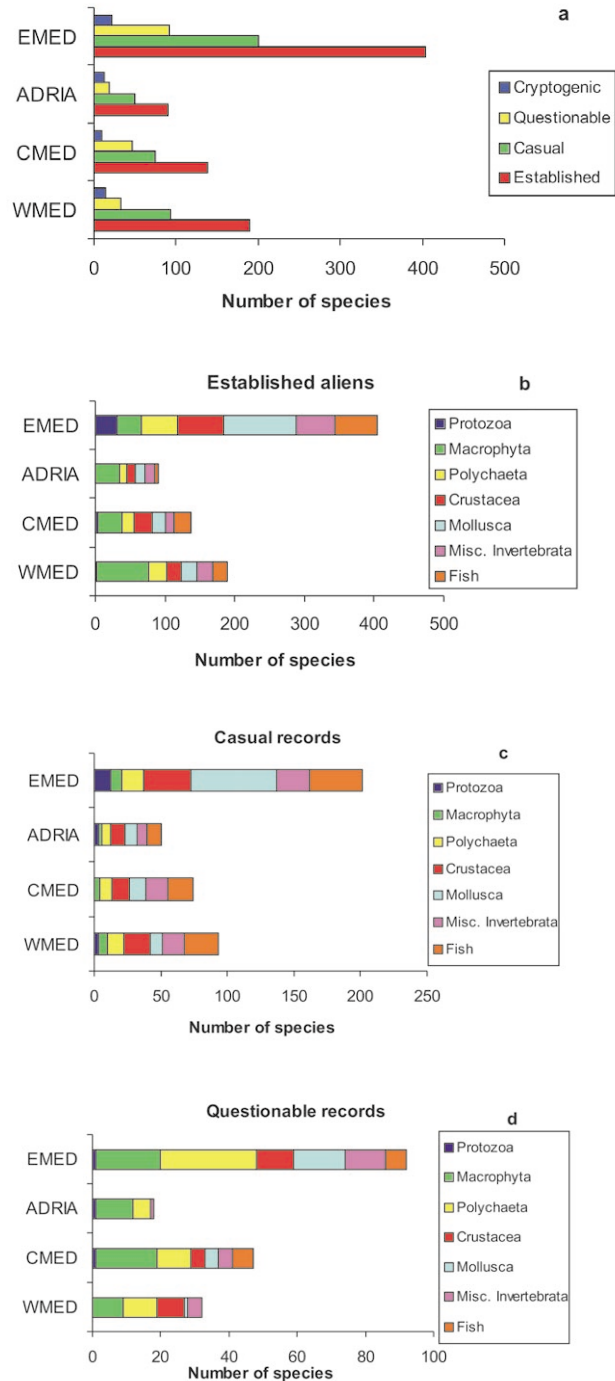 a
EMED
ADRIA
CMED
WMED
Cryptogenic
Questionable
Casual
Established
0 100 200 300 400 500
Number of species
Established aliens
b
EMED
ADRIA
CMED
WMED
Protozoa
Macrophyta
Polychaeta
Crustacea
Mollusca
Misc. Invertebrata
Fish
0 100 200 300 400 500
Number of species
Casual records
c
EMED
ADRIA
CMED
WMED
Protozoa
Macrophyta
Polychaeta
Crustacea
Mollusca
Misc. Invertebrata
Fish
0 50 100 150 200 250
Number of species
Questionable records
d
EMED
ADRIA
CMED
WMED
Protozoa
Macrophyta
Polychaeta
Crustacea
Mollusca
Misc. Invertebrata
Fish
0 20 40 60 80 100
Number of species